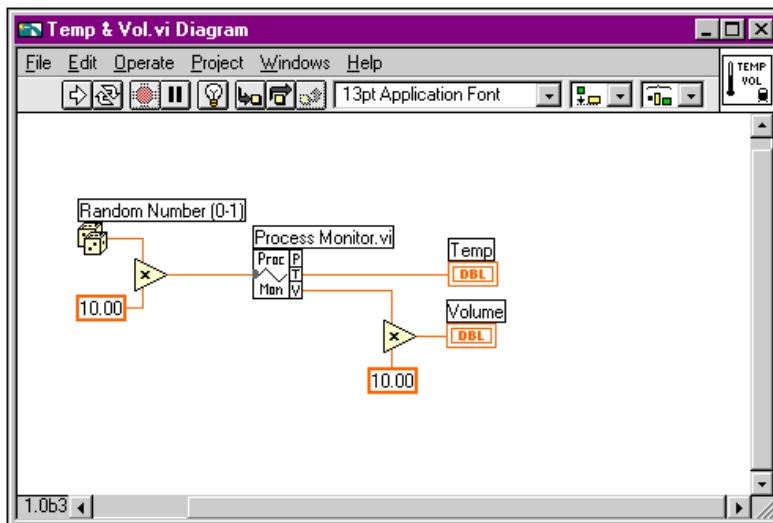 Temp & Vol.vi Diagram
File Edit Operate Project Windows Help
TEMP
VOL
13pt Application Font
Random Number (0-1)
Process Monitor.vi
Proc P
T
Mon V
Temp
DBL
10.00
Volume
DBL
10.00
1.0b3